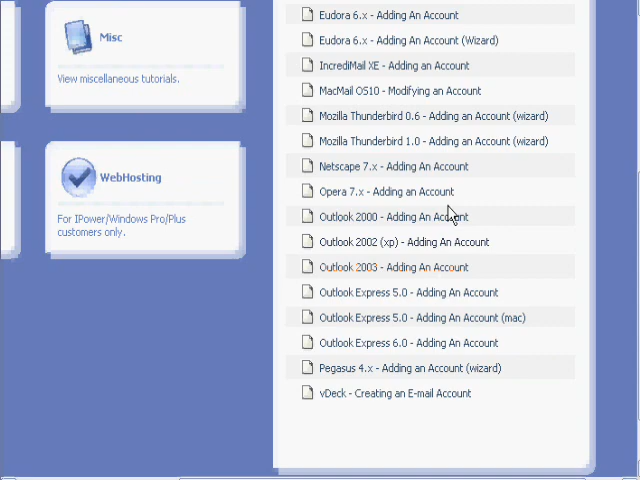 Misc
View miscellaneous tutorials.
WebHosting
For IPower/Windows Pro/Plus
customers only.
Eudora 6.x - Adding An Account
Eudora 6.x - Adding An Account (Wizard)
IncrediMail XE - Adding an Account
MacMail OS10 - Modifying an Account
Mozilla Thunderbird 0.6 - Adding an Account (wizard)
Mozilla Thunderbird 1.0 - Adding an Account (wizard)
Netscape 7.x - Adding An Account
Opera 7.x - Adding an Account
Outlook 2000 - Adding An Account
Outlook 2002 (xp) - Adding An Account
Outlook 2003 - Adding An Account
Outlook Express 5.0 - Adding An Account
Outlook Express 5.0 - Adding An Account (mac)
Outlook Express 6.0 - Adding An Account
Pegasus 4.x - Adding an Account (wizard)
vDeck - Creating an E-mail Account